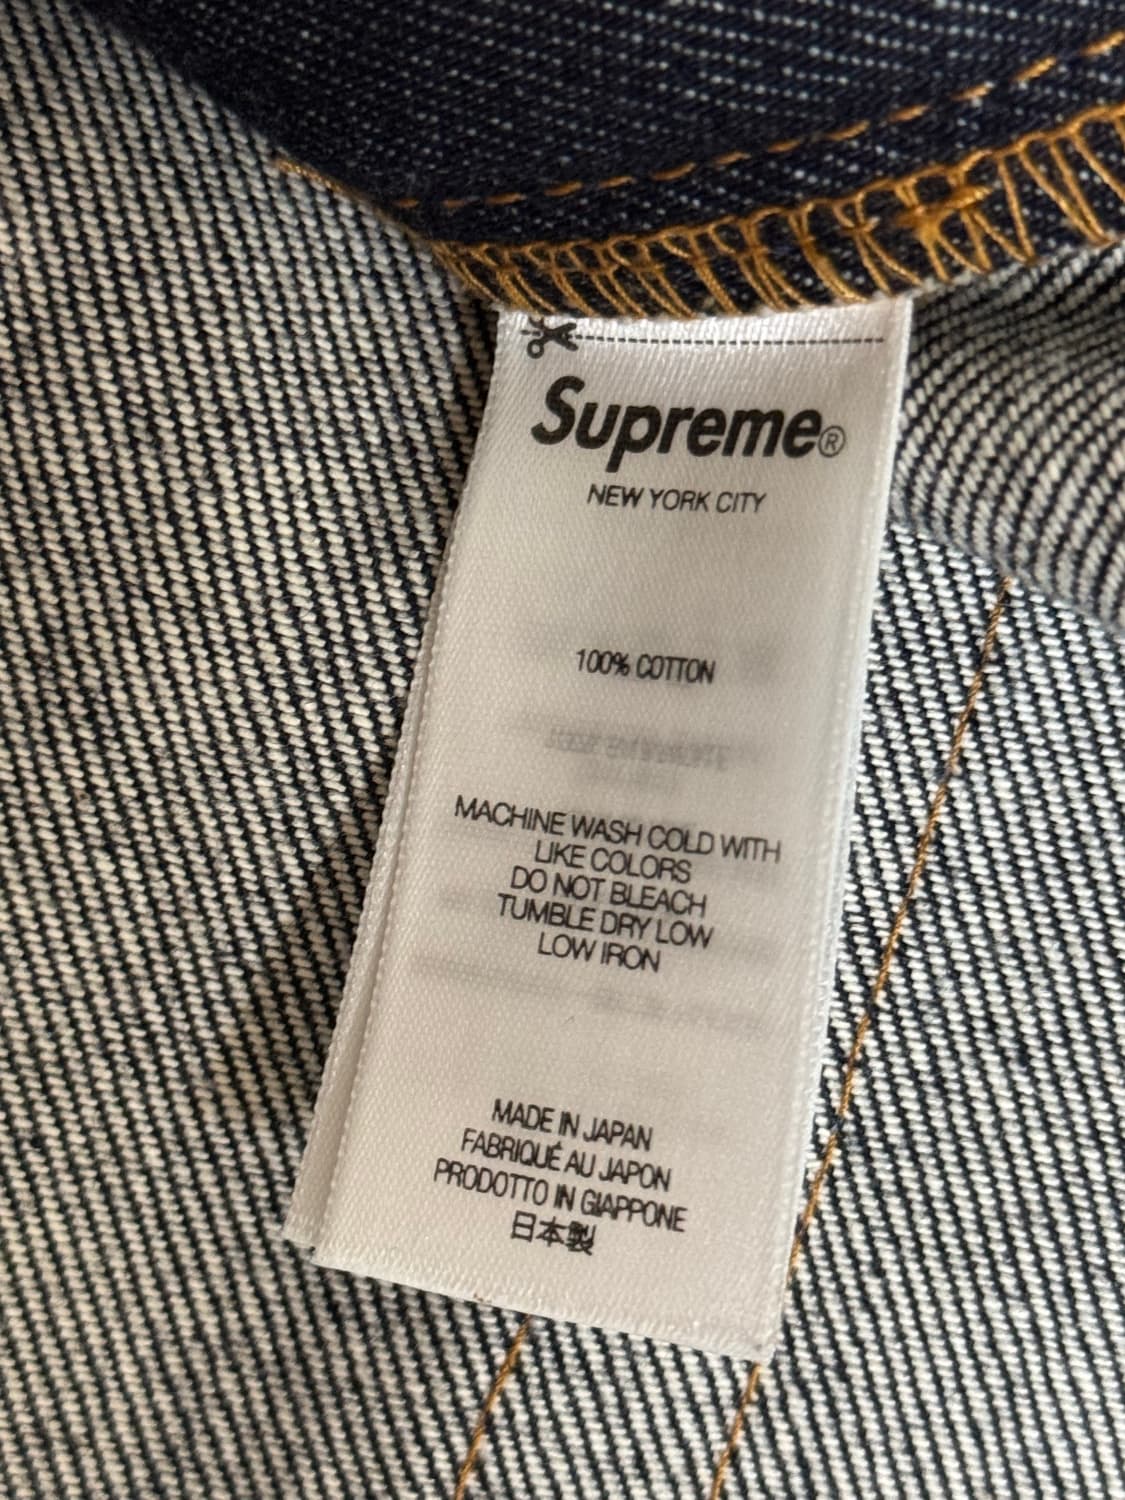 Supreme®
NEW YORK CITY
100% COTTON
MACHINE WASH COLD WITH
LIKE COLORS
DO NOT BLEACH
TUMBLE DRY LOW
LOW IRON
MADE IN JAPAN
FABRIQUÉ AU JAPON
PRODOTTO IN GIAPPONE
日本製